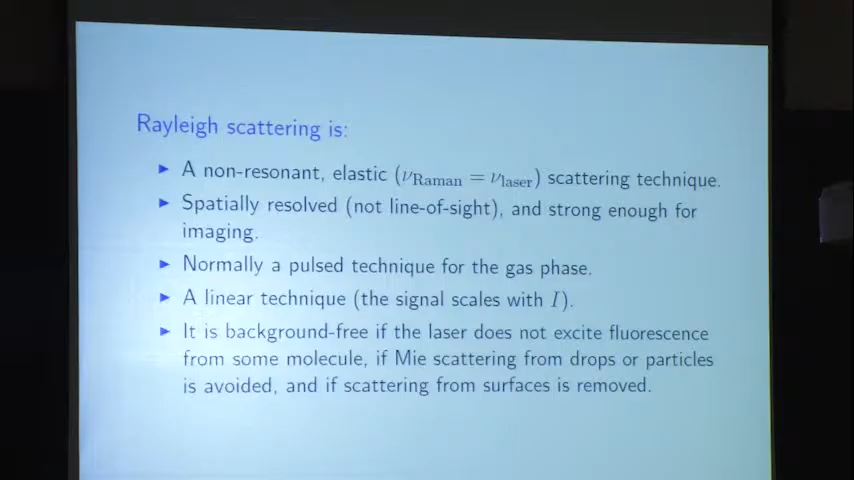 Rayleigh scattering is:
▶ A non-resonant, elastic (νRaman = νlaser) scattering technique.
▶ Spatially resolved (not line-of-sight), and strong enough for
imaging.
▶ Normally a pulsed technique for the gas phase.
▶ A linear technique (the signal scales with I).
▶ It is background-free if the laser does not excite fluorescence
from some molecule, if Mie scattering from drops or particles
is avoided, and if scattering from surfaces is removed.